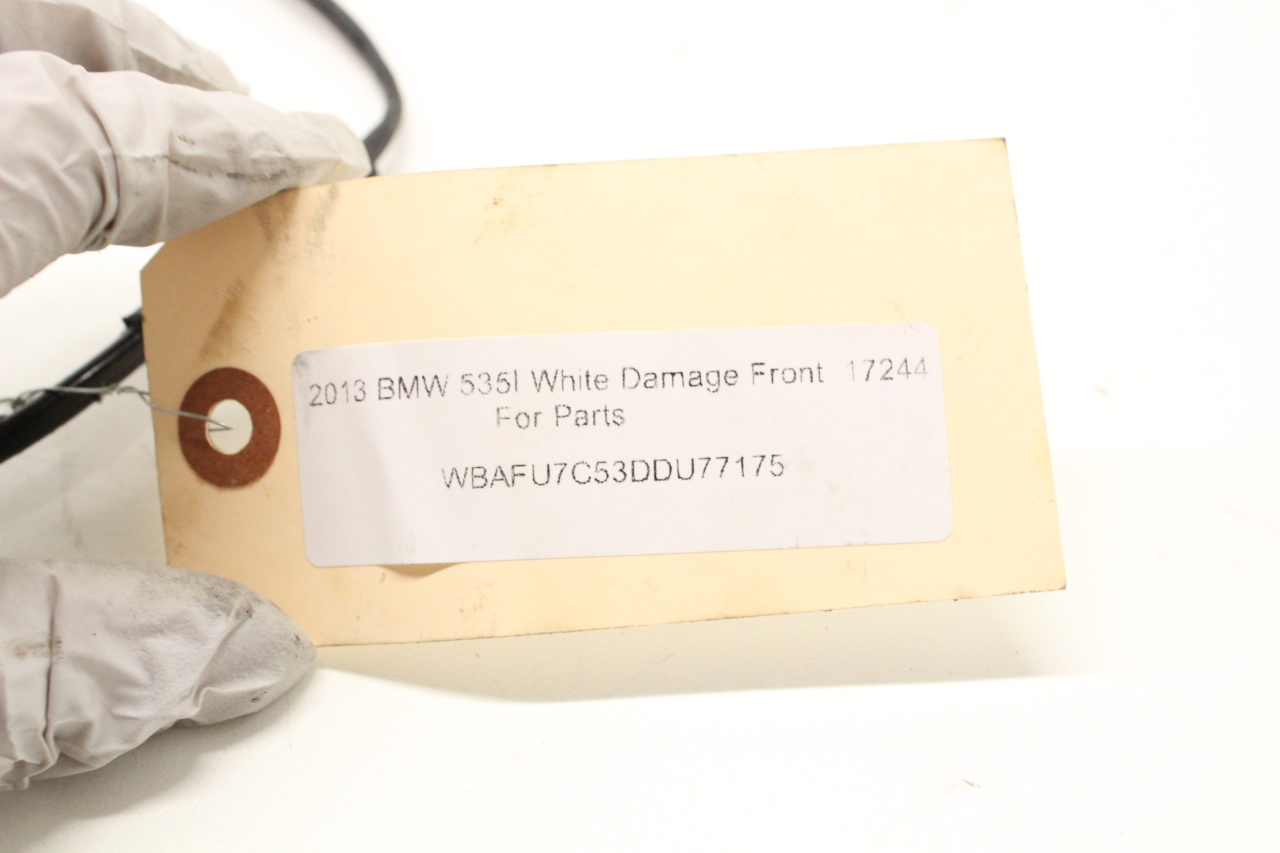 2013 BMW 535I White Damage Front 17244
For Parts
WBAFU7C53DDU77175